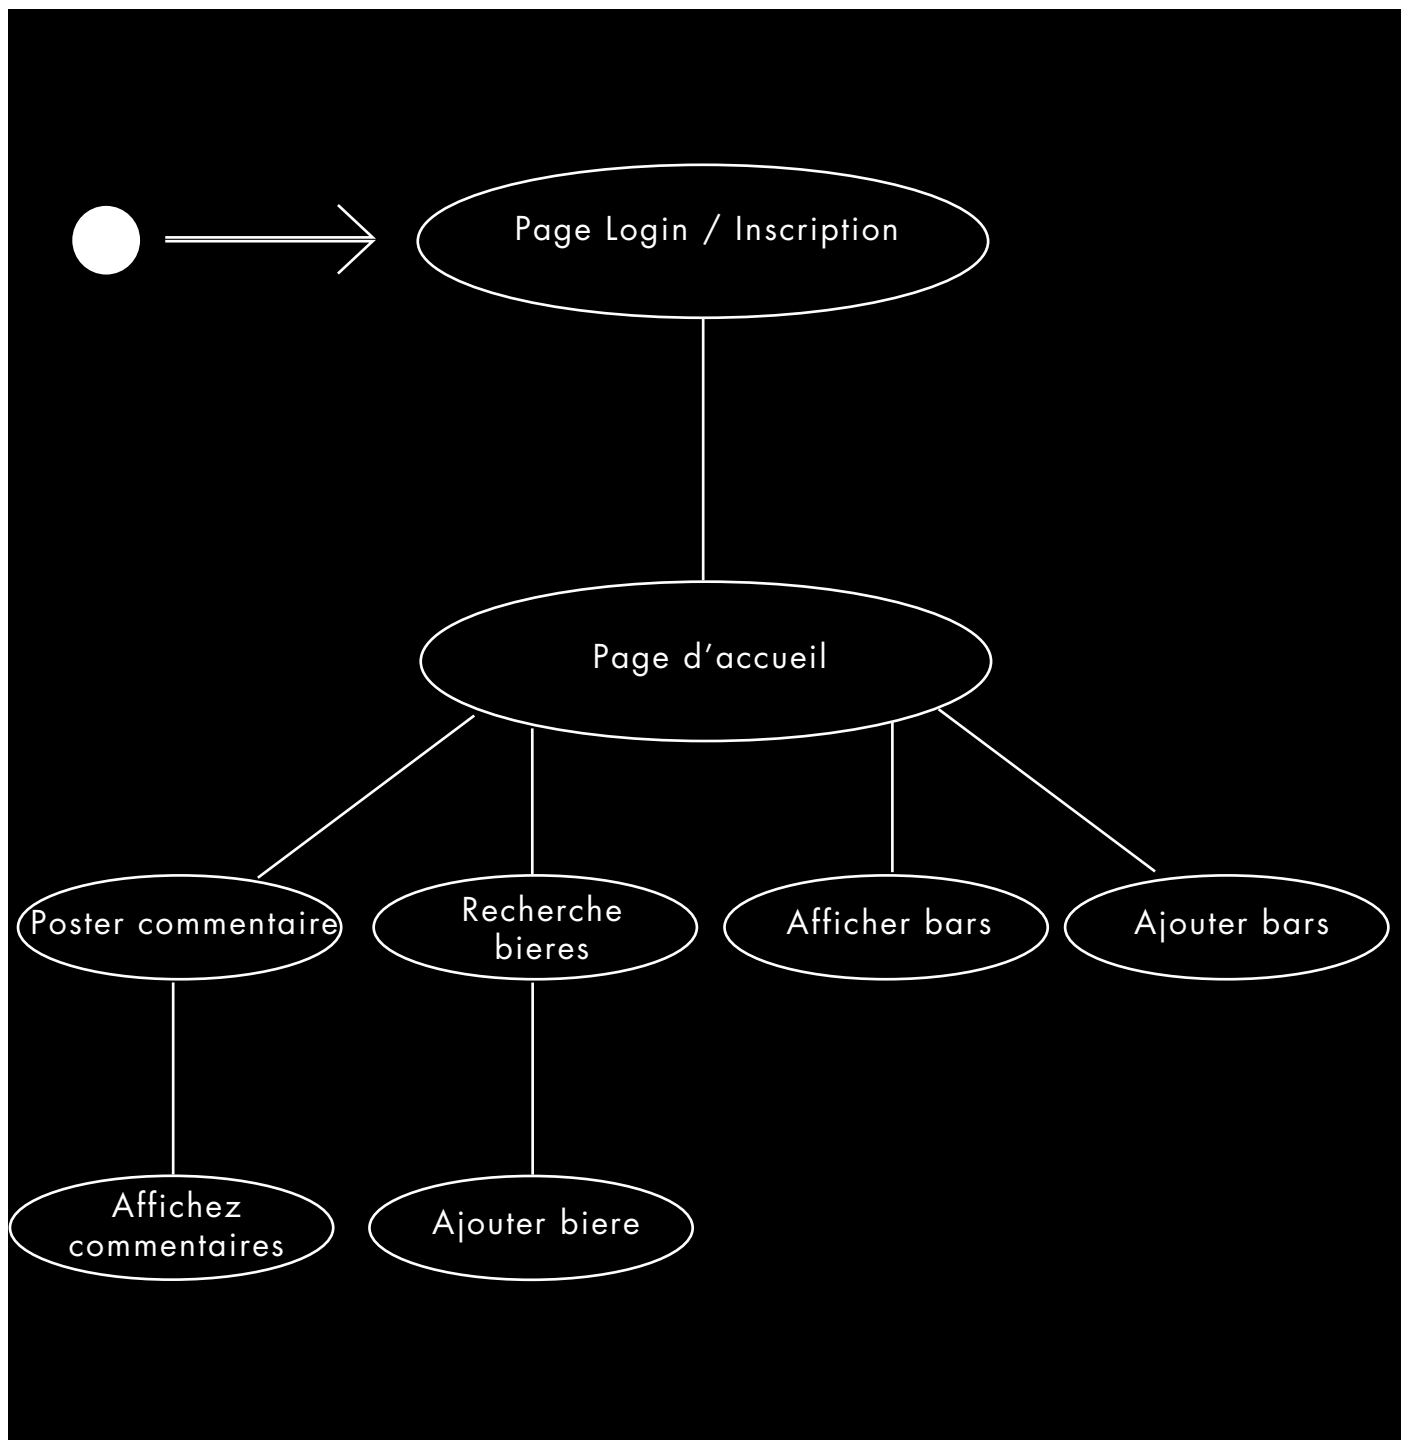 Page Login / Inscription
Page d’accueil
Poster commentaire
Recherche
bieres
Afficher bars
Ajouter bars
Affichez
commentaires
Ajouter biere